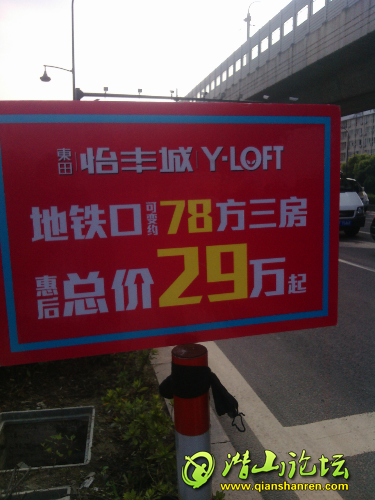 東田 怡丰城 Y-LOFT
地铁口可变约78方三房
惠后总价29万起
潜山论坛
www.qianshanren.com